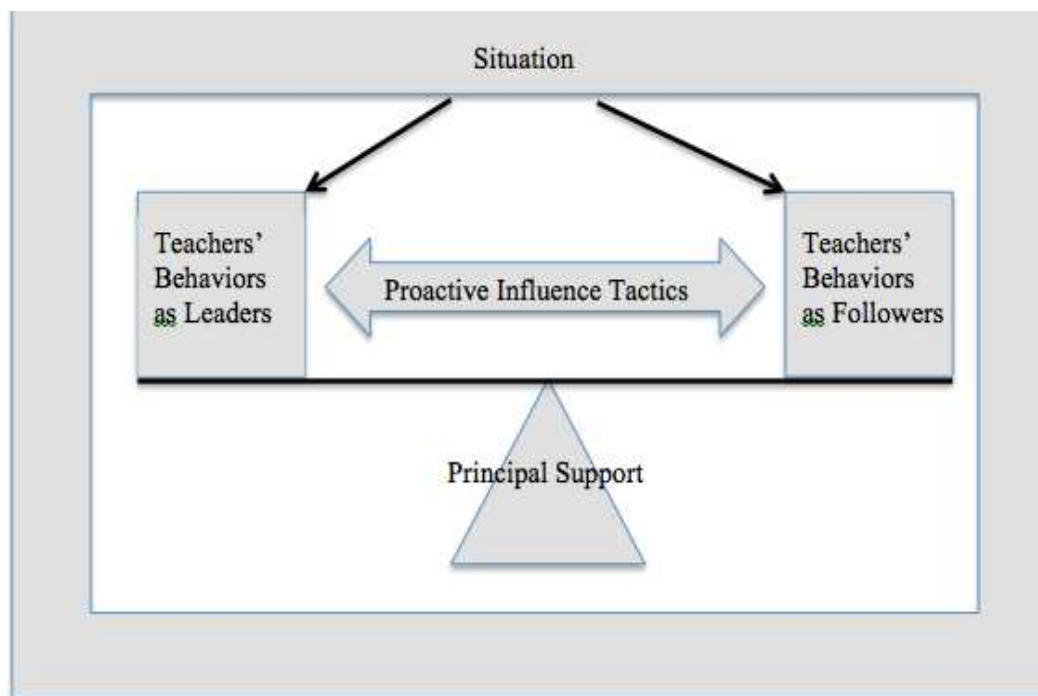 Situation
Teachers’
Behaviors
as Leaders
Proactive Influence Tactics
Teachers’
Behaviors
as Followers
Principal Support